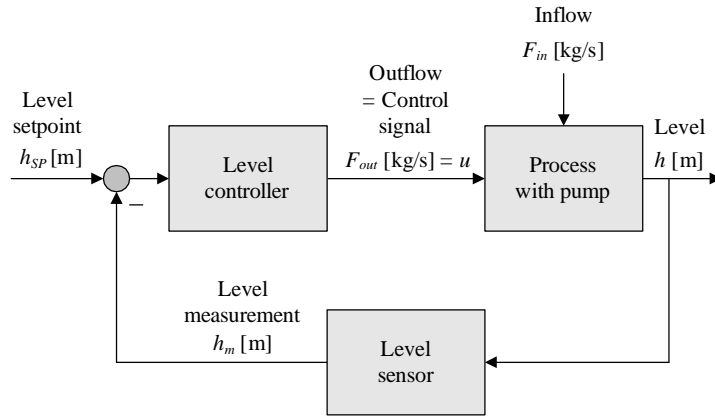 Inflow
F_in [kg/s]
Outflow
= Control
signal
F_out [kg/s] = u
Level
setpoint
h_SP [m]
Level
controller
Process
with pump
Level
h [m]
–
Level
measurement
h_m [m]
Level
sensor